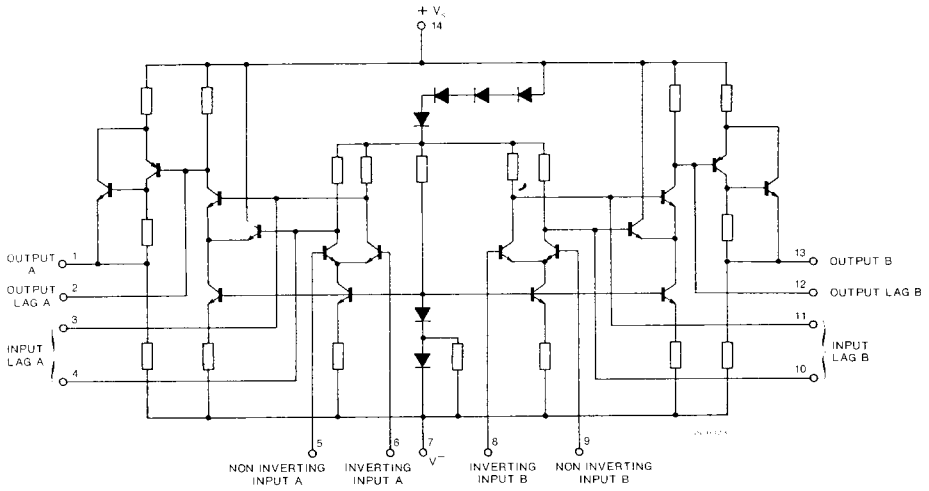 + Vs
14
OUTPUT
A
1
OUTPUT
LAG A
2
3
INPUT
LAG A
4
13
OUTPUT B
12
OUTPUT LAG B
11
INPUT
LAG B
10
5
6
7
8
9
NON INVERTING
INPUT A
INVERTING
INPUT A
V−
INVERTING
INPUT B
NON INVERTING
INPUT B